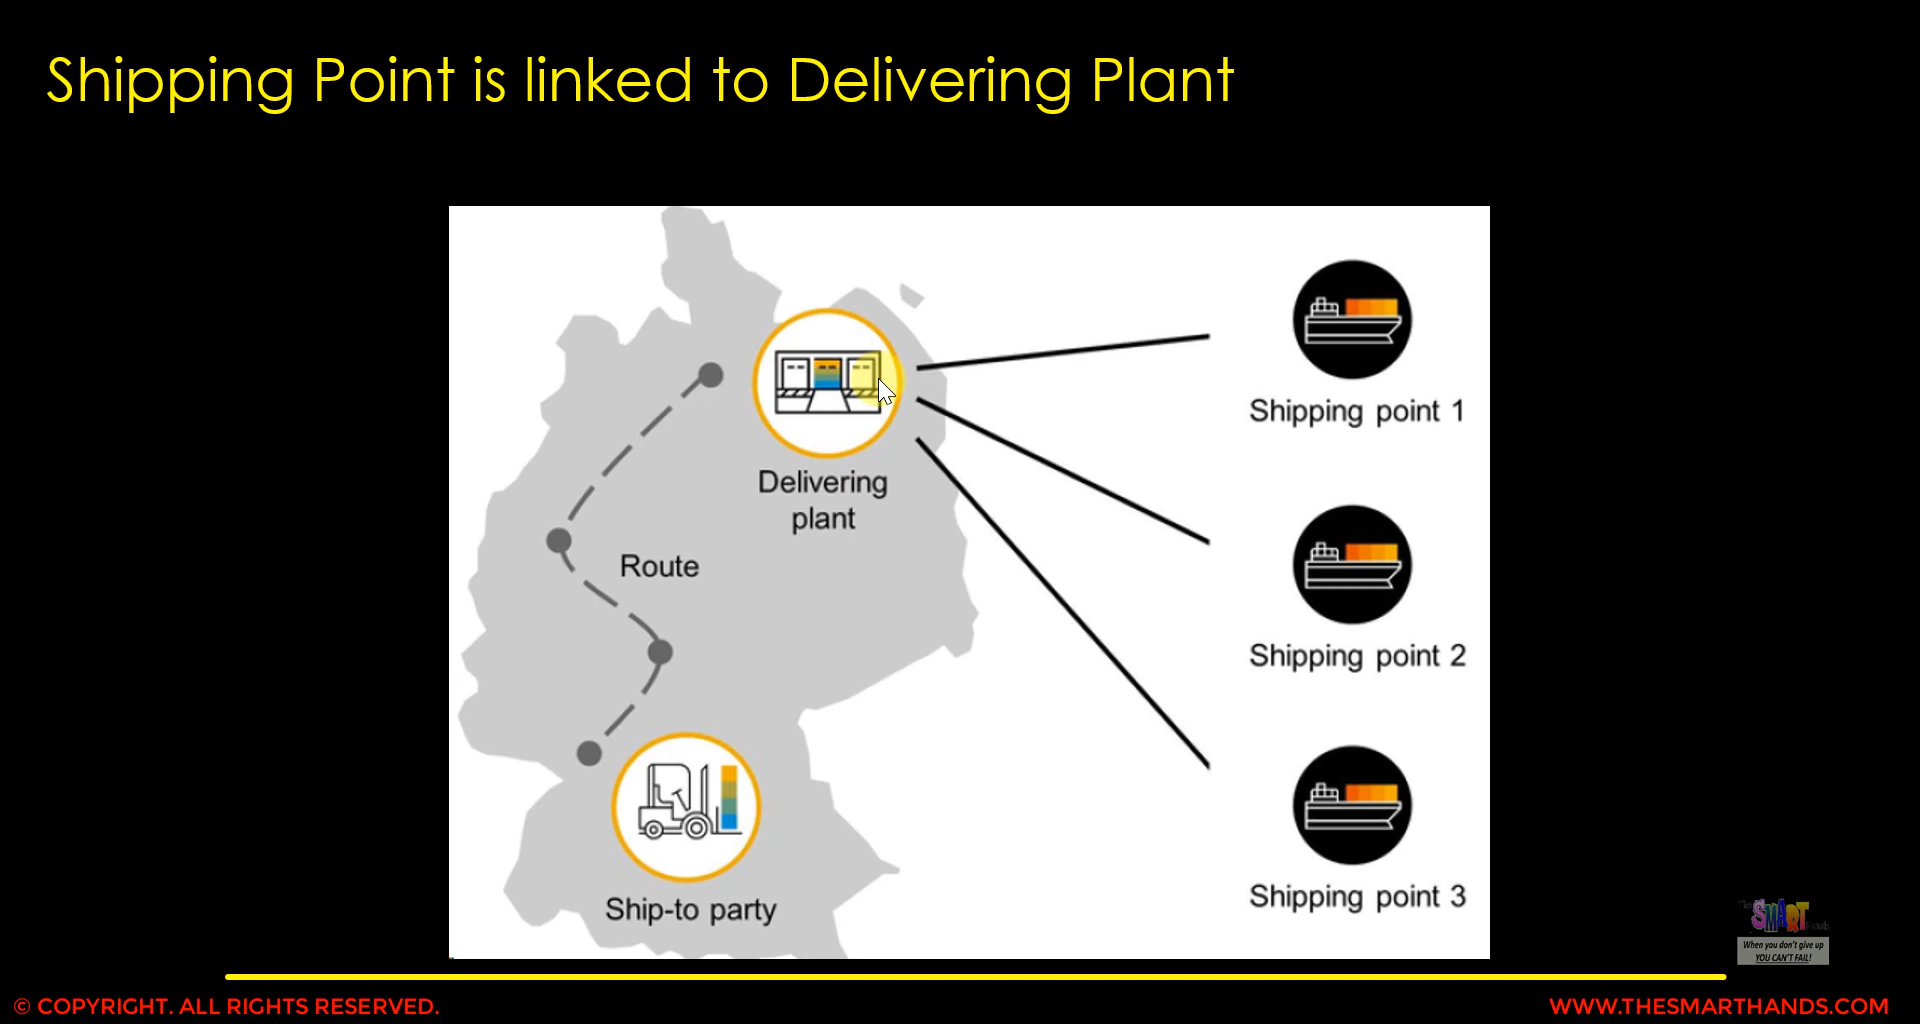 Shipping Point is linked to Delivering Plant
Shipping point 1
Delivering
plant
Route
Shipping point 2
Ship-to party
Shipping point 3
SMART
When you don't give up
YOU CAN'T FAIL!
© COPYRIGHT. ALL RIGHTS RESERVED.
WWW.THESMARTHANDS.COM